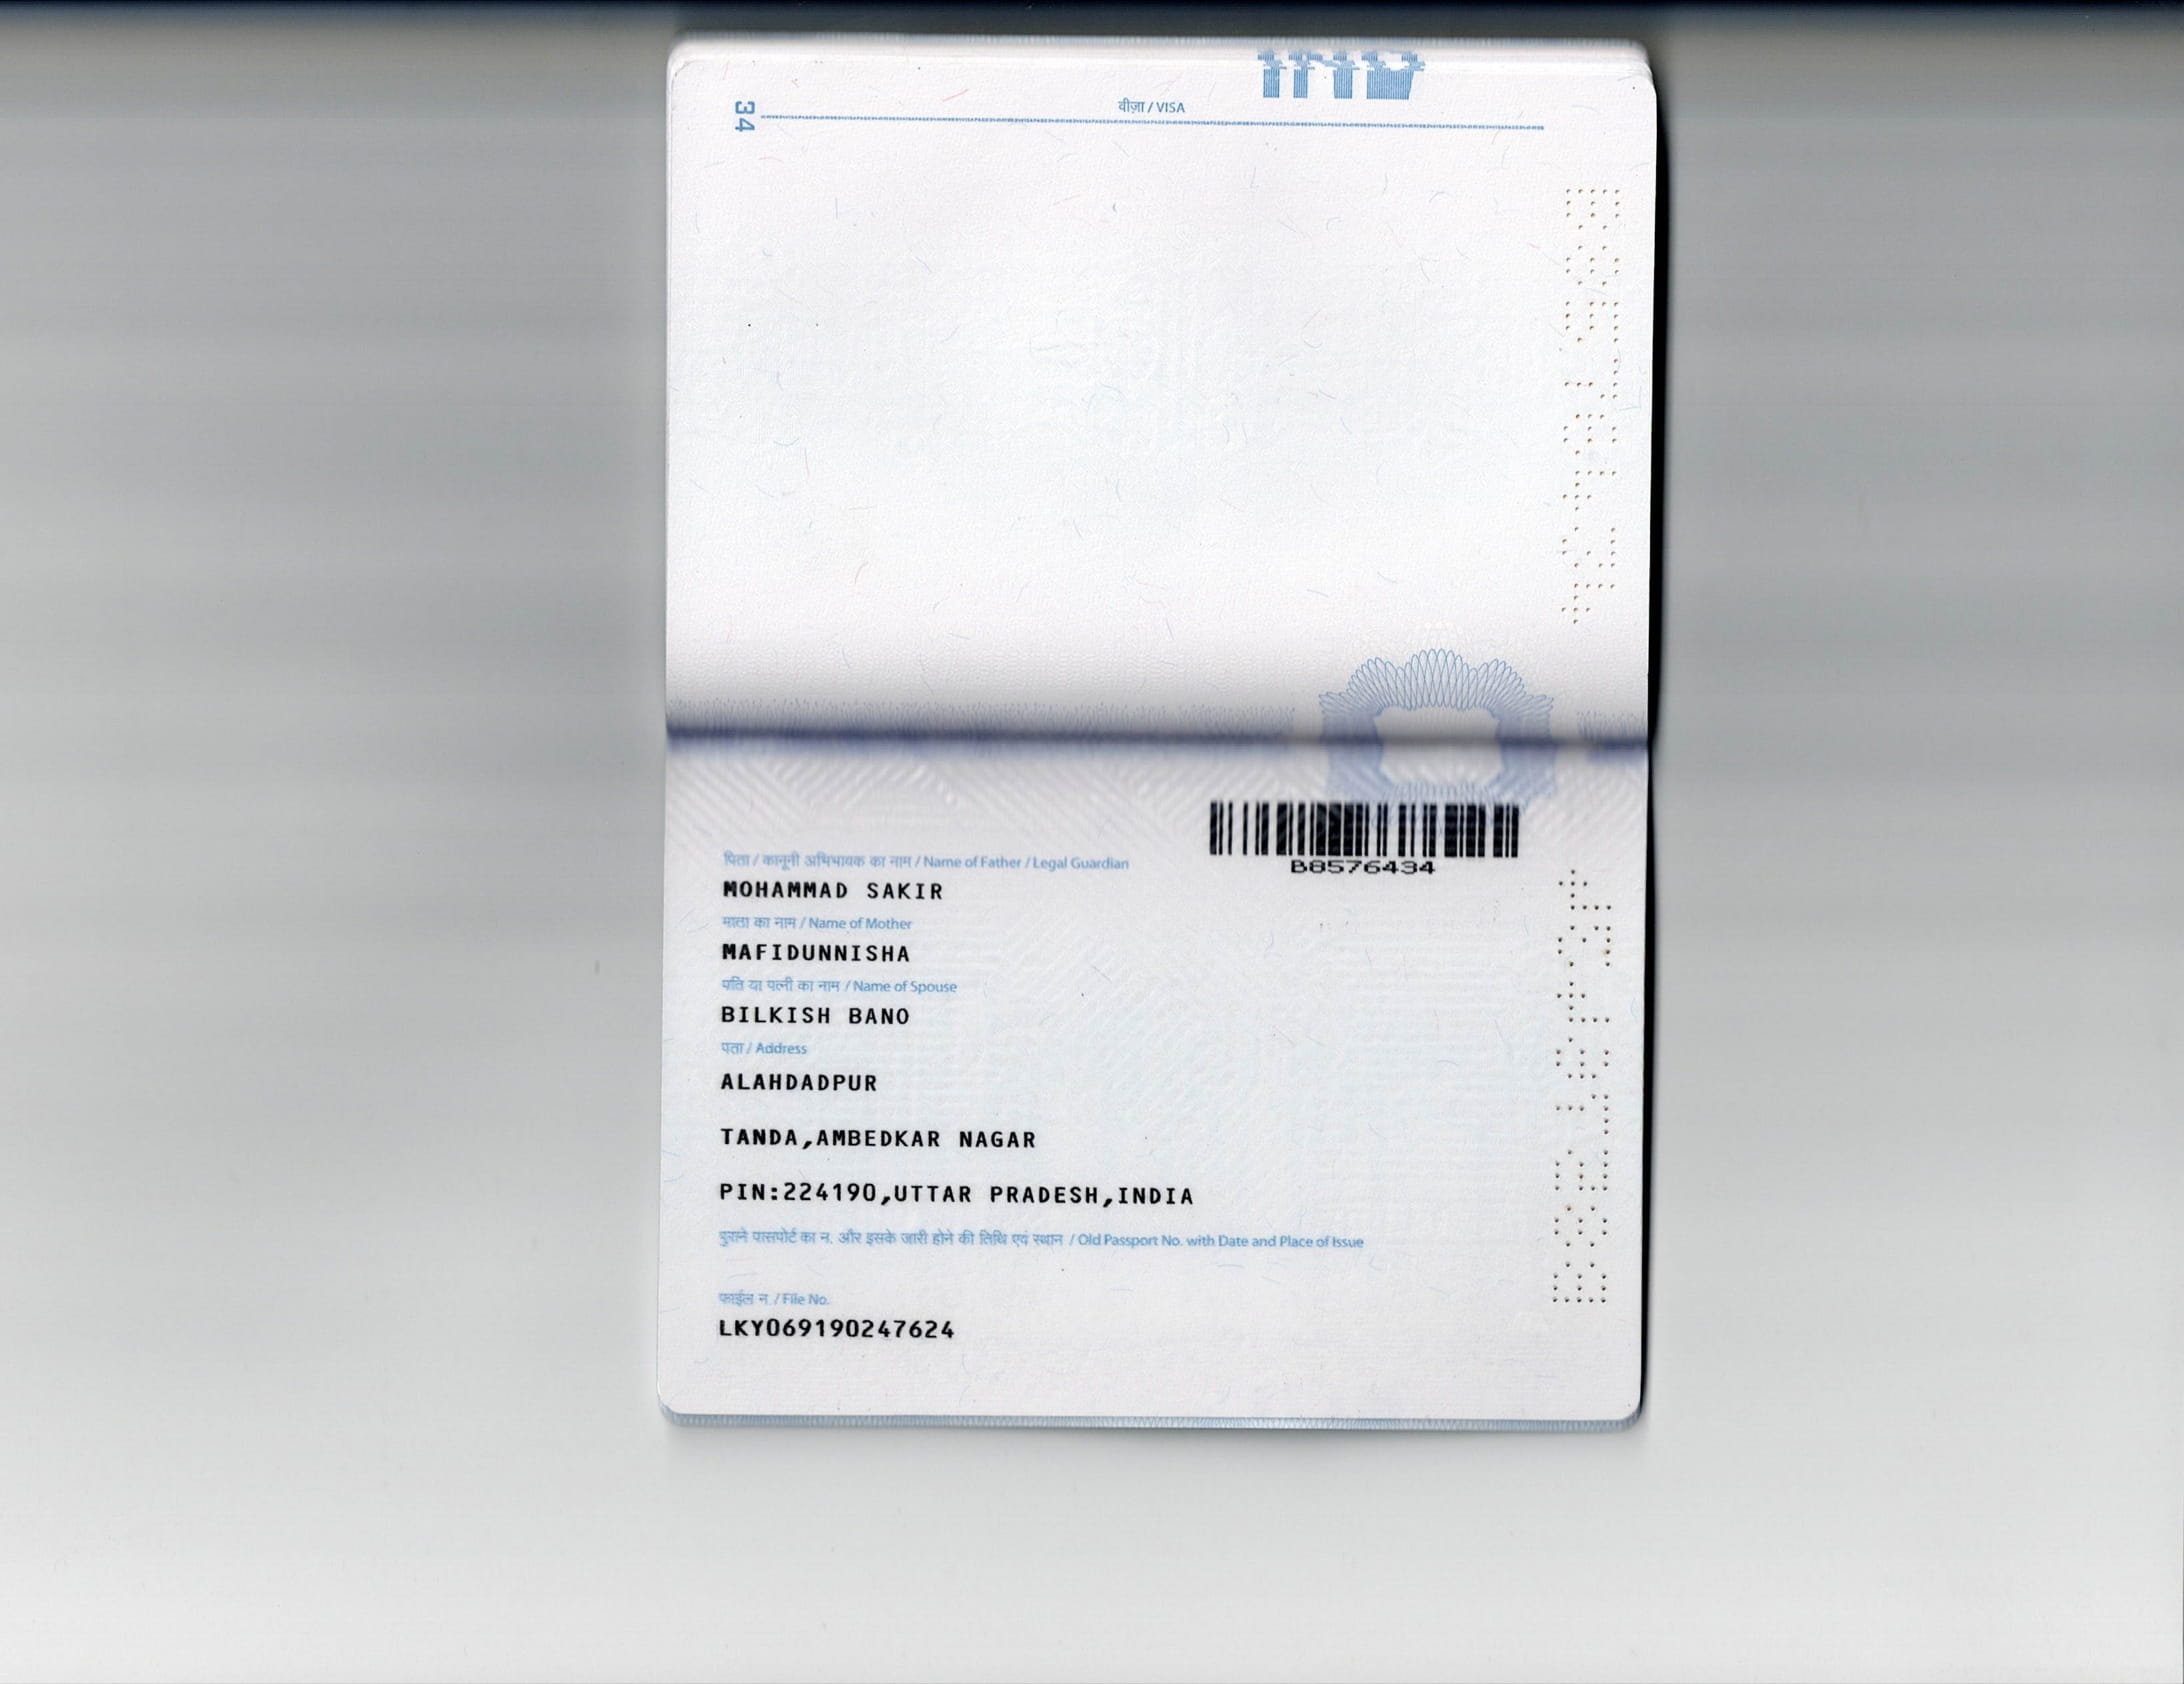 34
वीज़ा / VISA
B8576434
B8576434
पिता / कानूनी अभिभावक का नाम / Name of Father / Legal Guardian
MOHAMMAD SAKIR
माता का नाम / Name of Mother
MAFIDUNNISHA
पति या पत्नी का नाम / Name of Spouse
BILKISH BANO
पता / Address
ALAHDADPUR
TANDA,AMBEDKAR NAGAR
PIN:224190,UTTAR PRADESH,INDIA
पुराने पासपोर्ट का न. और इसके जारी होने की तिथि एवं स्थान / Old Passport No. with Date and Place of Issue
फाईल न. / File No.
LKY069190247624
B8576434